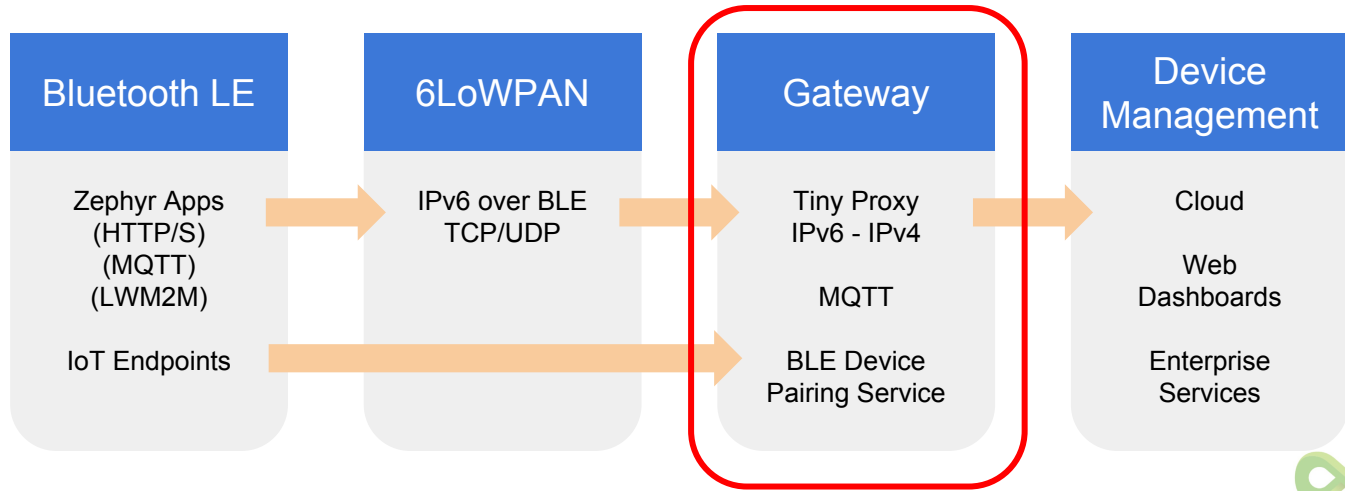 Bluetooth LE
Zephyr Apps
(HTTP/S)
(MQTT)
(LWM2M)
IoT Endpoints
6LoWPAN
IPv6 over BLE
TCP/UDP
Gateway
Tiny Proxy
IPv6 - IPv4
MQTT
BLE Device
Pairing Service
Device
Management
Cloud
Web
Dashboards
Enterprise
Services